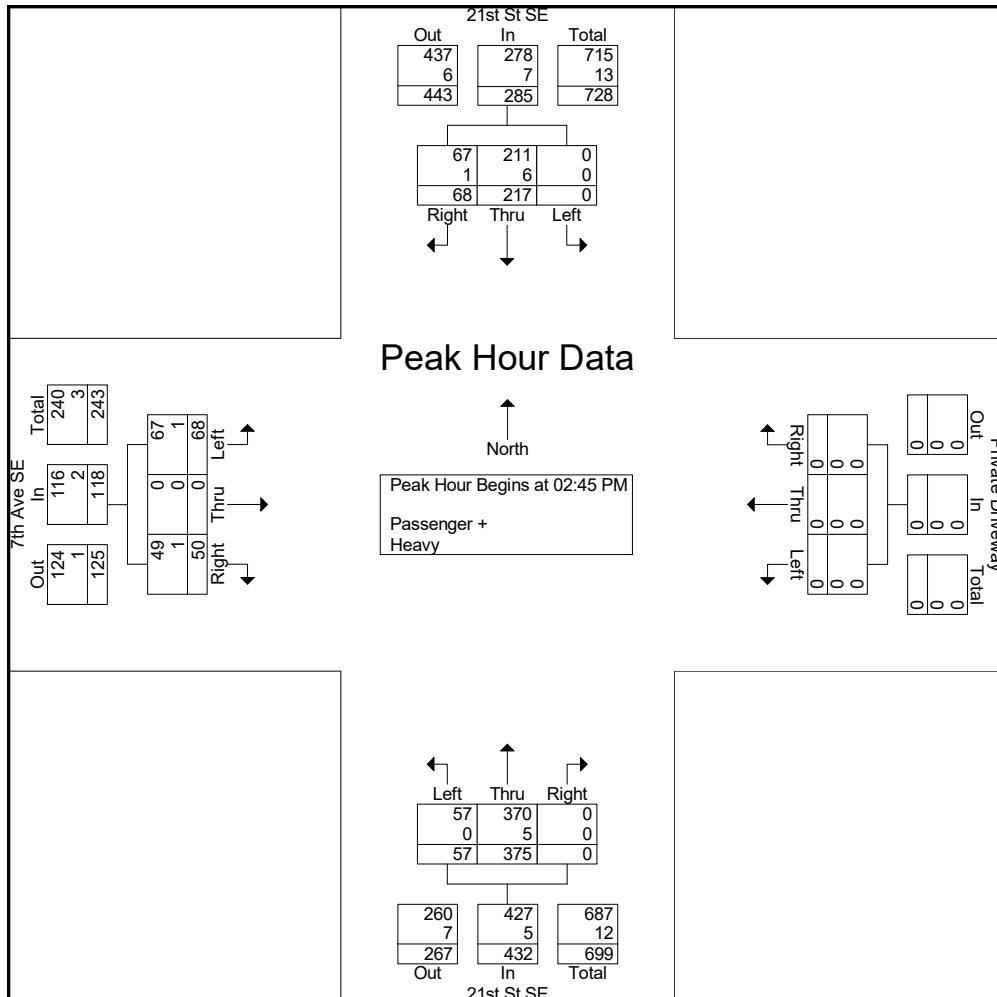 21st St SE
Out In Total
437 278 715
6 7 13
443 285 728
67 211 0
1 6 0
68 217 0
Right Thru Left
Peak Hour Data
North
Peak Hour Begins at 02:45 PM
Passenger +
Heavy
7th Ave SE
Total In Out
240 116 124
3 2 1
243 118 125
67 0 49
1 0 1
68 0 50
Left Thru Right
Private Driveway
Out In Total
0 0 0
0 0 0
0 0 0
Right Thru Left
0 0 0
0 0 0
0 0 0
Left Thru Right
57 370 0
0 5 0
57 375 0
260 427 687
7 5 12
267 432 699
Out In Total
21st St SE